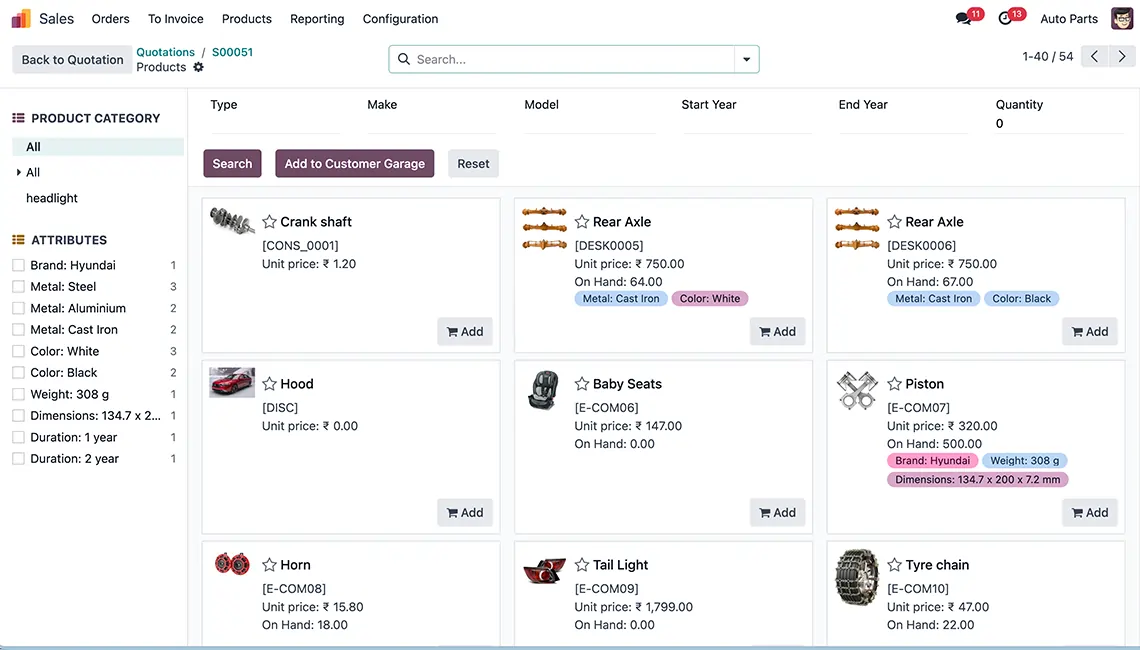 Sales Orders To Invoice Products Reporting Configuration 11 13 Auto Parts
Back to Quotation Quotations / S00051
Products
Search...
1-40 / 54
PRODUCT CATEGORY
All
All
headlight
ATTRIBUTES
Brand: Hyundai 1
Metal: Steel 3
Metal: Aluminium 2
Metal: Cast Iron 2
Color: White 3
Color: Black 2
Weight: 308 g 1
Dimensions: 134.7 x 2... 1
Duration: 1 year 1
Duration: 2 year 1
Type Make Model Start Year End Year Quantity
0
Search Add to Customer Garage Reset
Crank shaft
[CONS_0001]
Unit price: ₹ 1.20
Add
Rear Axle
[DESK0005]
Unit price: ₹ 750.00
On Hand: 64.00
Metal: Cast Iron Color: White
Add
Rear Axle
[DESK0006]
Unit price: ₹ 750.00
On Hand: 67.00
Metal: Cast Iron Color: Black
Add
Hood
[DISC]
Unit price: ₹ 0.00
Add
Baby Seats
[E-COM06]
Unit price: ₹ 147.00
On Hand: 0.00
Add
Piston
[E-COM07]
Unit price: ₹ 320.00
On Hand: 500.00
Brand: Hyundai Weight: 308 g
Dimensions: 134.7 x 200 x 7.2 mm
Add
Horn
[E-COM08]
Unit price: ₹ 15.80
On Hand: 18.00
Tail Light
[E-COM09]
Unit price: ₹ 1,799.00
On Hand: 0.00
Tyre chain
[E-COM10]
Unit price: ₹ 47.00
On Hand: 22.00